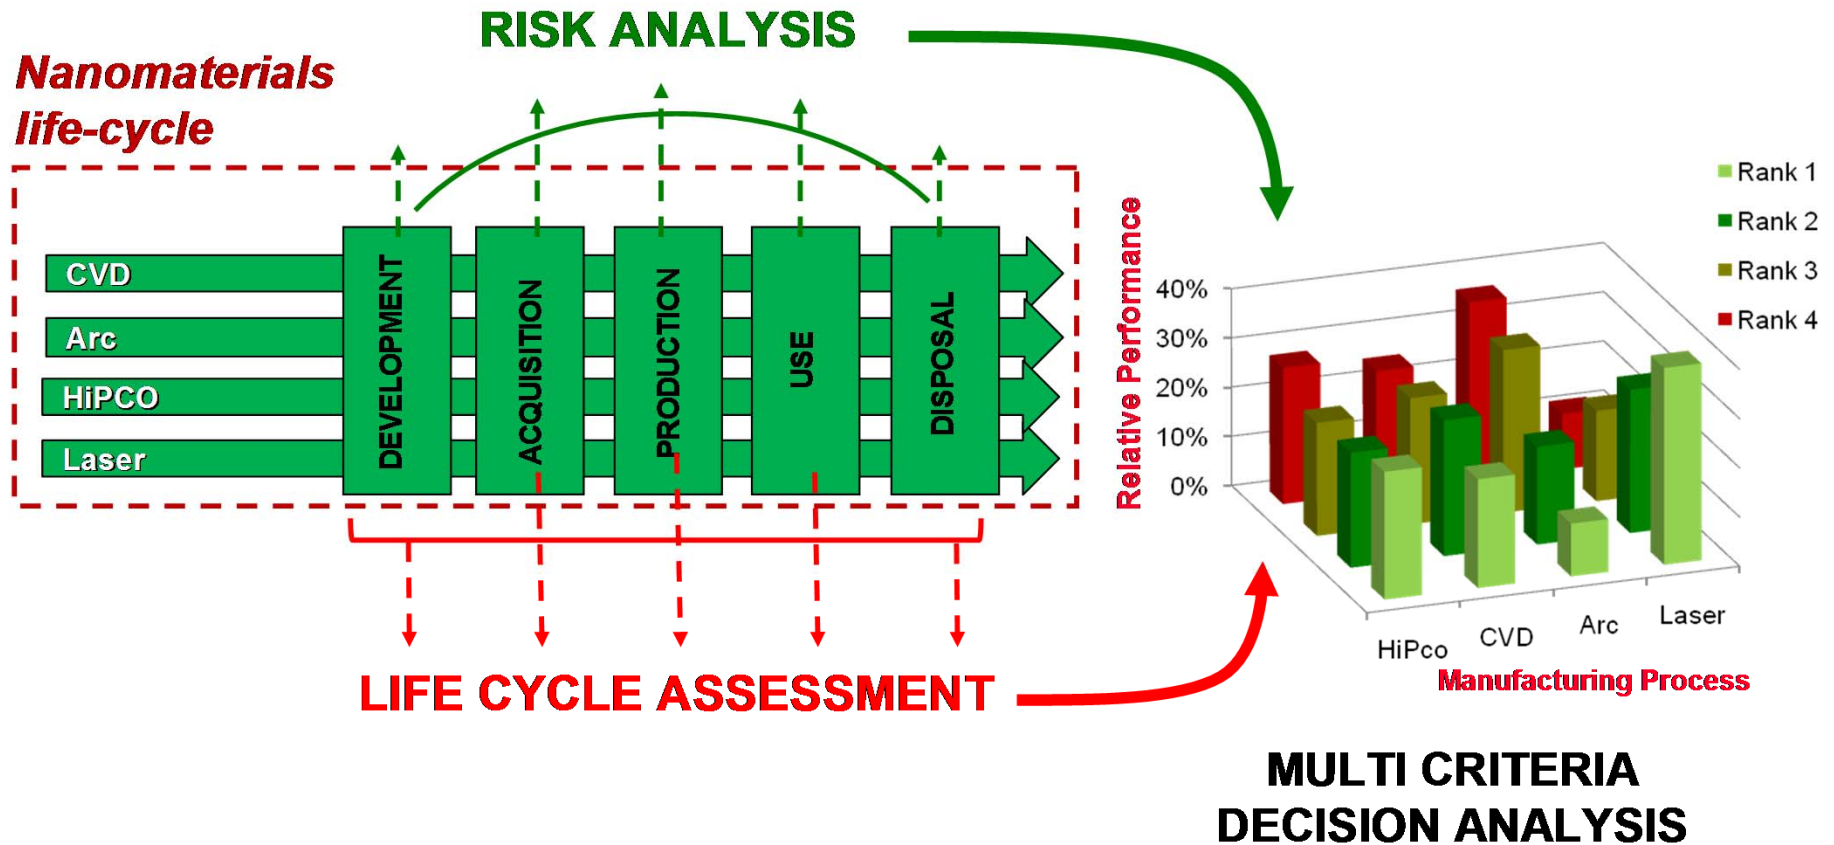 RISK ANALYSIS
Nanomaterials
life-cycle
CVD
Arc
HiPCO
Laser
DEVELOPMENT
ACQUISITION
PRODUCTION
USE
DISPOSAL
LIFE CYCLE ASSESSMENT
Relative Performance
40%
30%
20%
10%
0%
Rank 1
Rank 2
Rank 3
Rank 4
HiPco
CVD
Arc
Laser
Manufacturing Process
MULTI CRITERIA
DECISION ANALYSIS